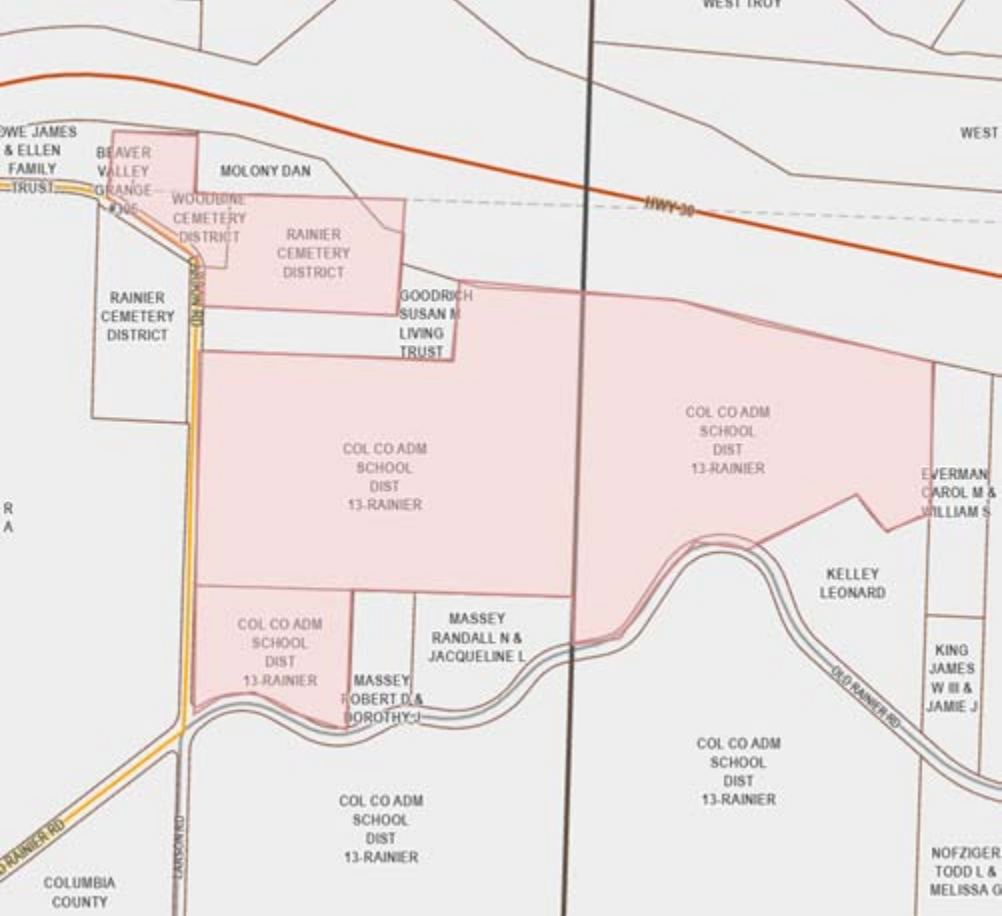 WEST TROY
OWE JAMES
& ELLEN
FAMILY
TRUST
BEAVER
VALLEY
GRANGE
#306
MOLONY DAN
WEST
WOODBINE
CEMETERY
DISTRICT
HWY 30
RAINIER
CEMETERY
DISTRICT
RAINIER
CEMETERY
DISTRICT
LARSON RD
GOODRICH
SUSAN M
LIVING
TRUST
COL CO ADM
SCHOOL
DIST
13-RAINIER
COL CO ADM
SCHOOL
DIST
13-RAINIER
EVERMAN
CAROL M &
WILLIAM S
R
A
KELLEY
LEONARD
COL CO ADM
SCHOOL
DIST
13-RAINIER
MASSEY
RANDALL N &
JACQUELINE L
MASSEY
ROBERT D &
DOROTHY J
KING
JAMES
W III &
JAMIE J
OLD RAINIER RD
COL CO ADM
SCHOOL
DIST
13-RAINIER
COL CO ADM
SCHOOL
DIST
13-RAINIER
D RAINIER RD
LARSON RD
COLUMBIA
COUNTY
NOFZIGER
TODD L &
MELISSA G